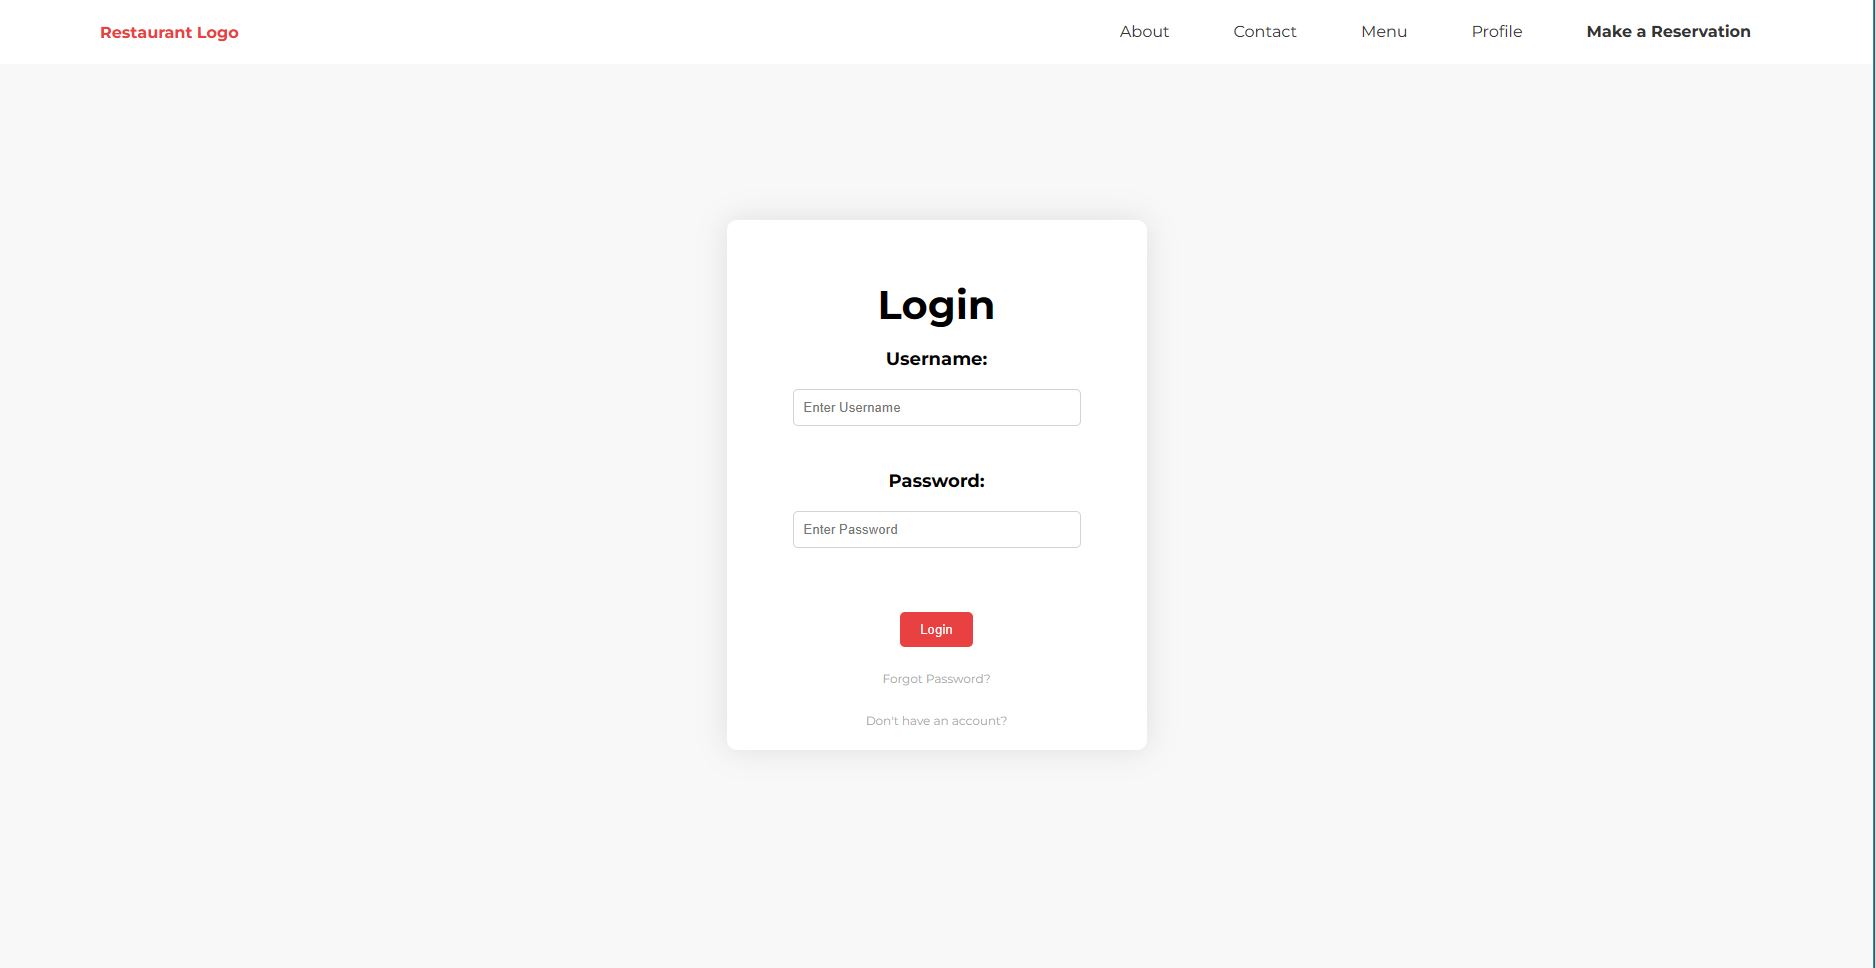 Restaurant Logo
About Contact Menu Profile Make a Reservation
Login
Username:
Enter Username
Password:
Enter Password
Login
Forgot Password?
Don't have an account?